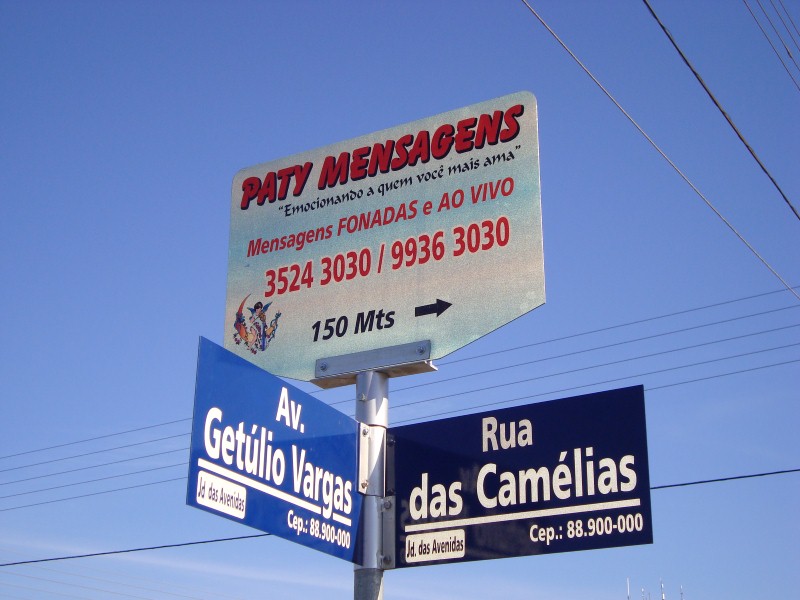 PATY MENSAGENS
"Emocionando a quem você mais ama"
Mensagens FONADAS e AO VIVO
3524 3030 / 9936 3030
150 Mts
Av.
Getúlio Vargas
Jd. das Avenidas
Cep.: 88.900-000
Rua
das Camélias
Jd. das Avenidas
Cep.: 88.900-000